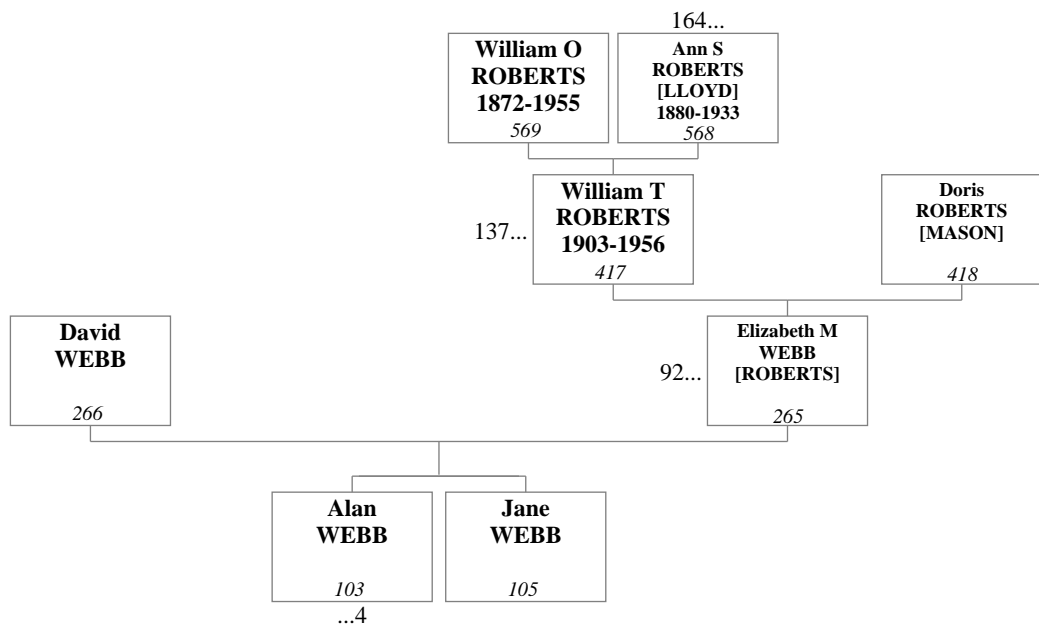 164...
William O
ROBERTS
1872-1955
569
Ann S
ROBERTS
[LLOYD]
1880-1933
568
137...
William T
ROBERTS
1903-1956
417
Doris
ROBERTS
[MASON]
418
David
WEBB
266
92...
Elizabeth M
WEBB
[ROBERTS]
265
Alan
WEBB
103
...4
Jane
WEBB
105